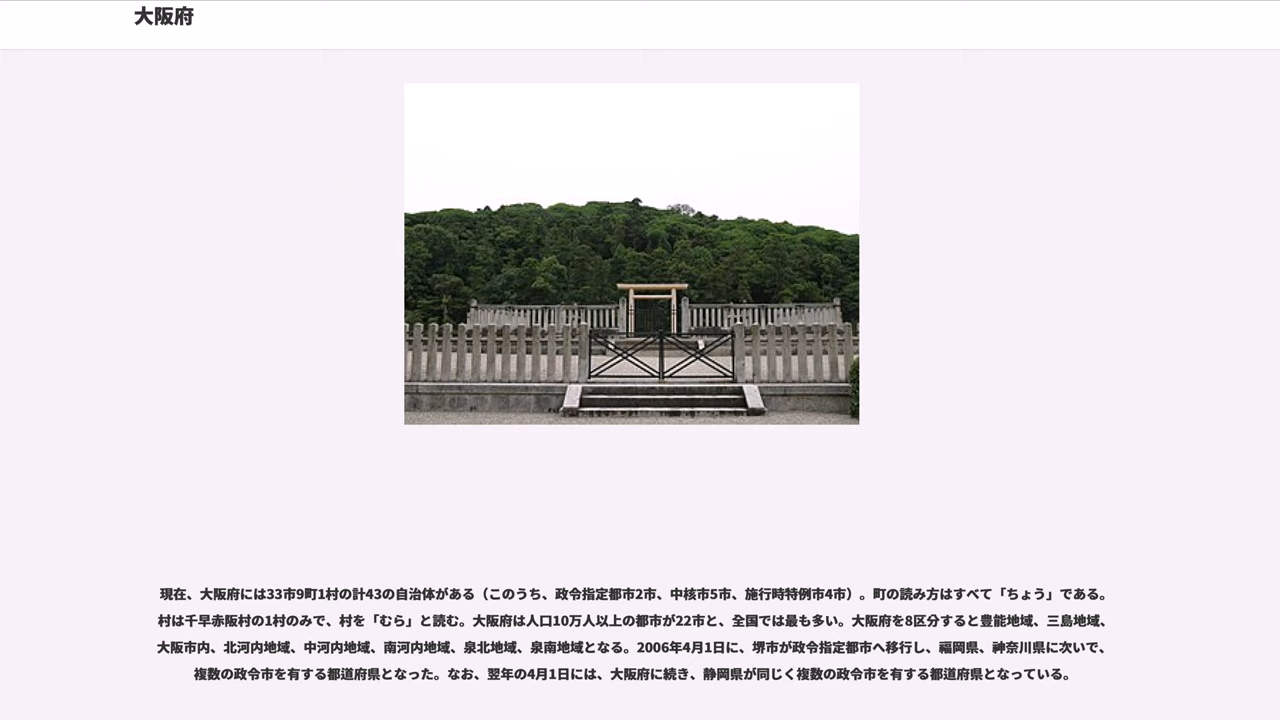 大阪府
現在、大阪府には33市9町1村の計43の自治体がある（このうち、政令指定都市2市、中核市5市、施行時特例市4市）。町の読み方はすべて「ちょう」である。
村は千早赤阪村の1村のみで、村を「むら」と読む。大阪府は人口10万人以上の都市が22市と、全国では最も多い。大阪府を8区分すると豊能地域、三島地域、
大阪市内、北河内地域、中河内地域、南河内地域、泉北地域、泉南地域となる。2006年4月1日に、堺市が政令指定都市へ移行し、福岡県、神奈川県に次いで、
複数の政令市を有する都道府県となった。なお、翌年の4月1日には、大阪府に続き、静岡県が同じく複数の政令市を有する都道府県となっている。